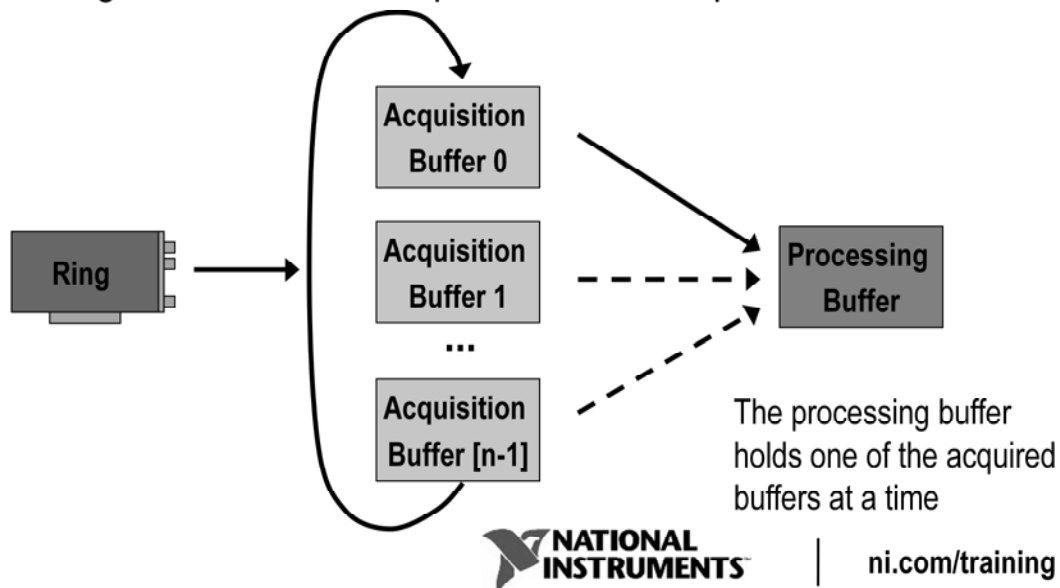 Ring
Acquisition
Buffer 0
Acquisition
Buffer 1
...
Acquisition
Buffer [n-1]
Processing
Buffer
The processing buffer
holds one of the acquired
buffers at a time
NATIONAL
INSTRUMENTS™
ni.com/training